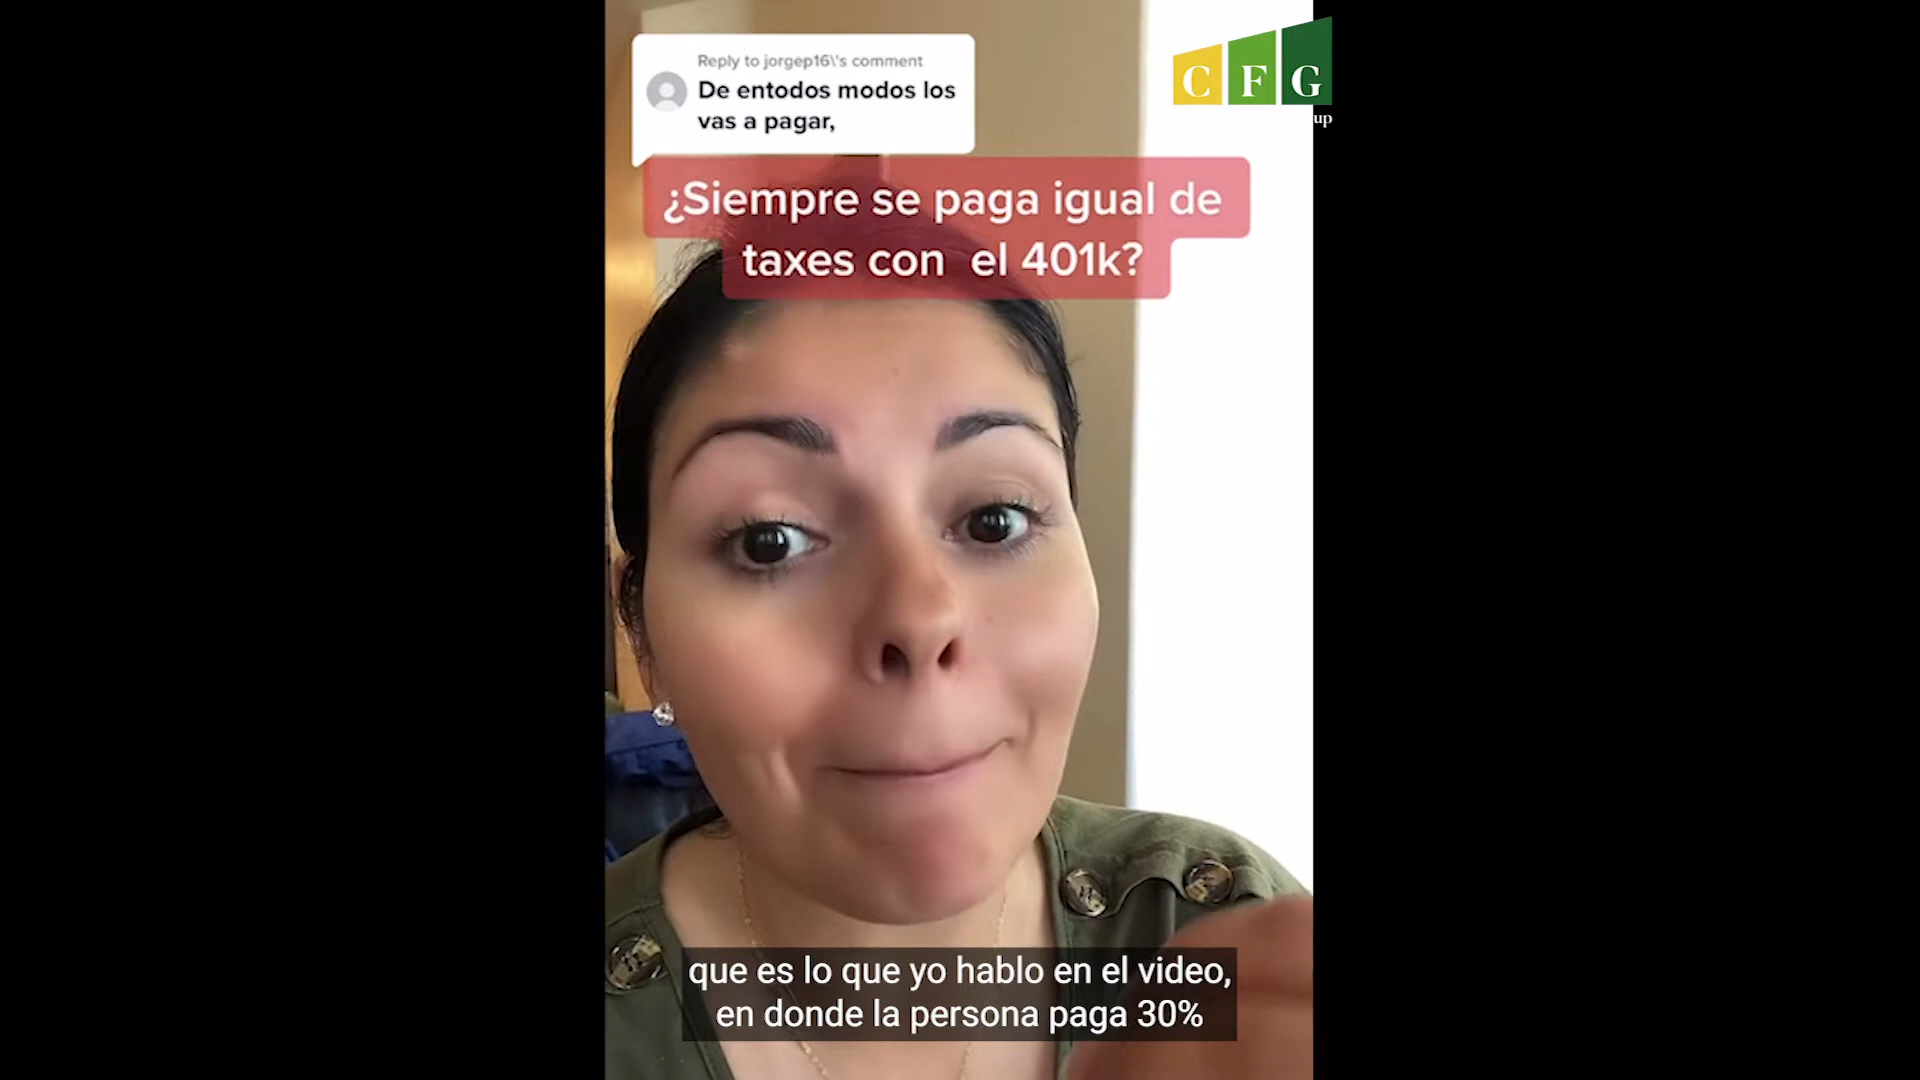 Reply to jorgep16\'s comment
De entodos modos los
vas a pagar,
C F G
up
¿Siempre se paga igual de
taxes con el 401k?
que es lo que yo hablo en el video,
en donde la persona paga 30%